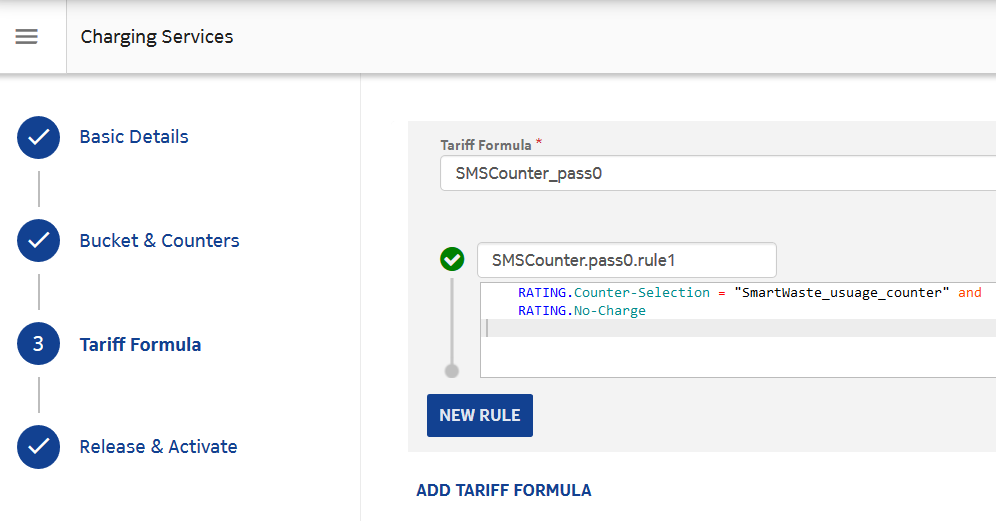 Charging Services
Basic Details
Bucket & Counters
3
Tariff Formula
Release & Activate
Tariff Formula *
SMSCounter_pass0
SMSCounter.pass0.rule1
RATING.Counter-Selection = "SmartWaste_usuage_counter" and
RATING.No-Charge
NEW RULE
ADD TARIFF FORMULA